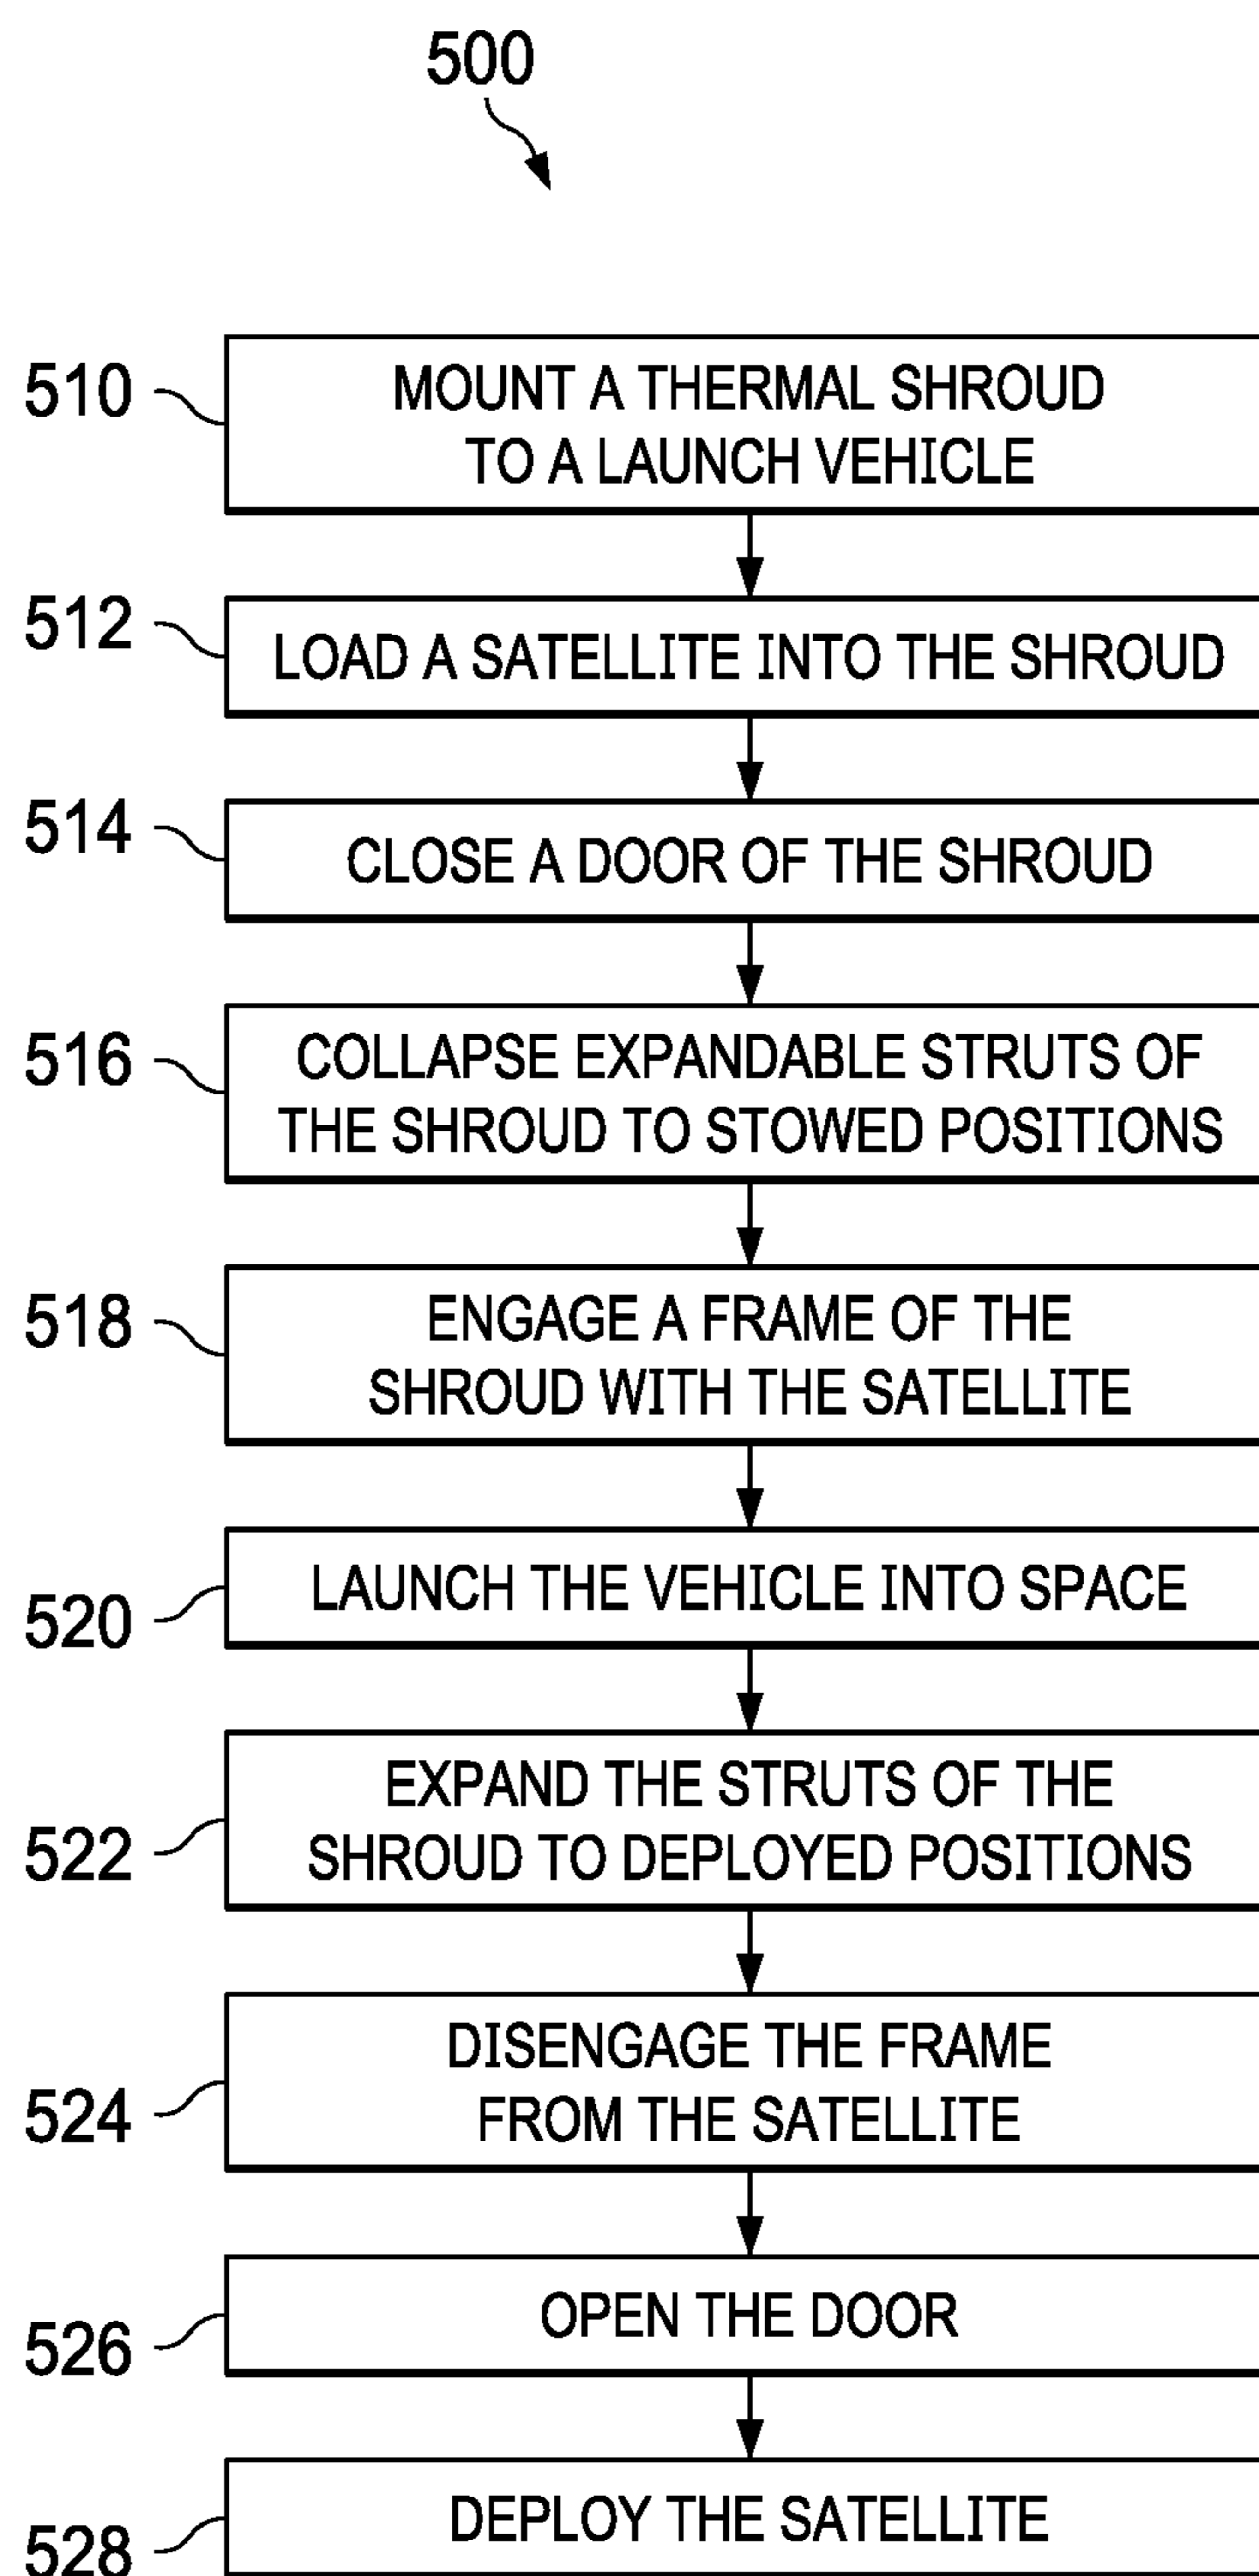 500
510
MOUNT A THERMAL SHROUD
TO A LAUNCH VEHICLE
512
LOAD A SATELLITE INTO THE SHROUD
514
CLOSE A DOOR OF THE SHROUD
516
COLLAPSE EXPANDABLE STRUTS OF
THE SHROUD TO STOWED POSITIONS
518
ENGAGE A FRAME OF THE
SHROUD WITH THE SATELLITE
520
LAUNCH THE VEHICLE INTO SPACE
522
EXPAND THE STRUTS OF THE
SHROUD TO DEPLOYED POSITIONS
524
DISENGAGE THE FRAME
FROM THE SATELLITE
526
OPEN THE DOOR
528
DEPLOY THE SATELLITE